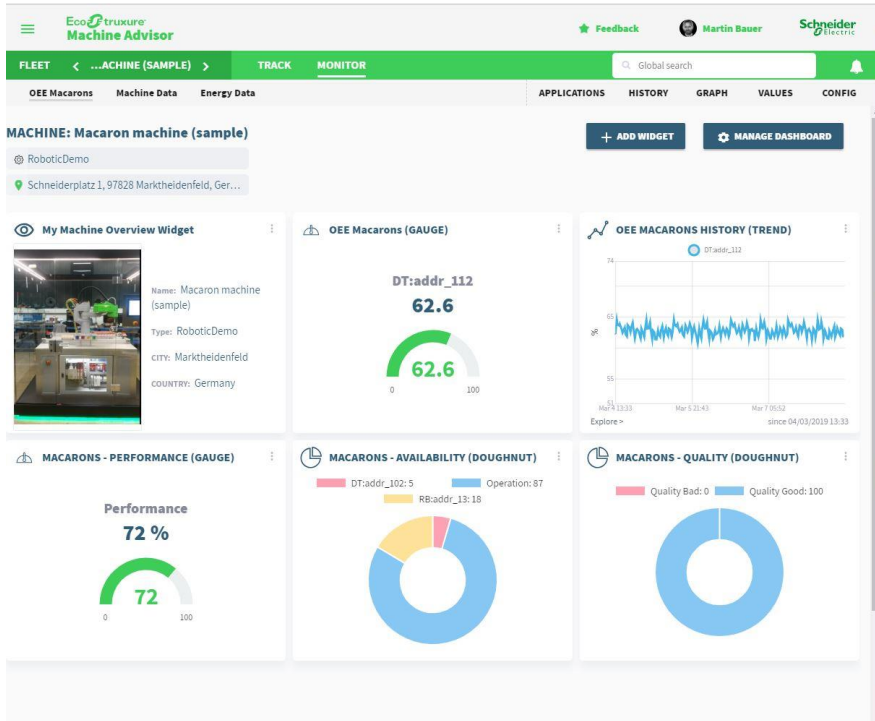 EcoStruxure
Machine Advisor
Feedback
Martin Bauer
Schneider
Electric
FLEET < ...ACHINE (SAMPLE) > TRACK MONITOR
Global search
OEE Macarons Machine Data Energy Data APPLICATIONS HISTORY GRAPH VALUES CONFIG
MACHINE: Macaron machine (sample)
+ ADD WIDGET
MANAGE DASHBOARD
RoboticDemo
Schneiderplatz 1, 97828 Marktheidenfeld, Ger...
My Machine Overview Widget
Name: Macaron machine
(sample)
Type: RoboticDemo
CITY: Marktheidenfeld
COUNTRY: Germany
OEE Macarons (GAUGE)
DT:addr_112
62.6
62.6
0 100
OEE MACARONS HISTORY (TREND)
DT:addr_112
74
65
%
55
51
Mar 4 13:33 Mar 5 21:43 Mar 7 05:52
Explore > since 04/03/2019 13:33
MACARONS - PERFORMANCE (GAUGE)
Performance
72 %
72
0 100
MACARONS - AVAILABILITY (DOUGHNUT)
DT:addr_102: 5 Operation: 87
RB:addr_13: 18
MACARONS - QUALITY (DOUGHNUT)
Quality Bad: 0 Quality Good: 100